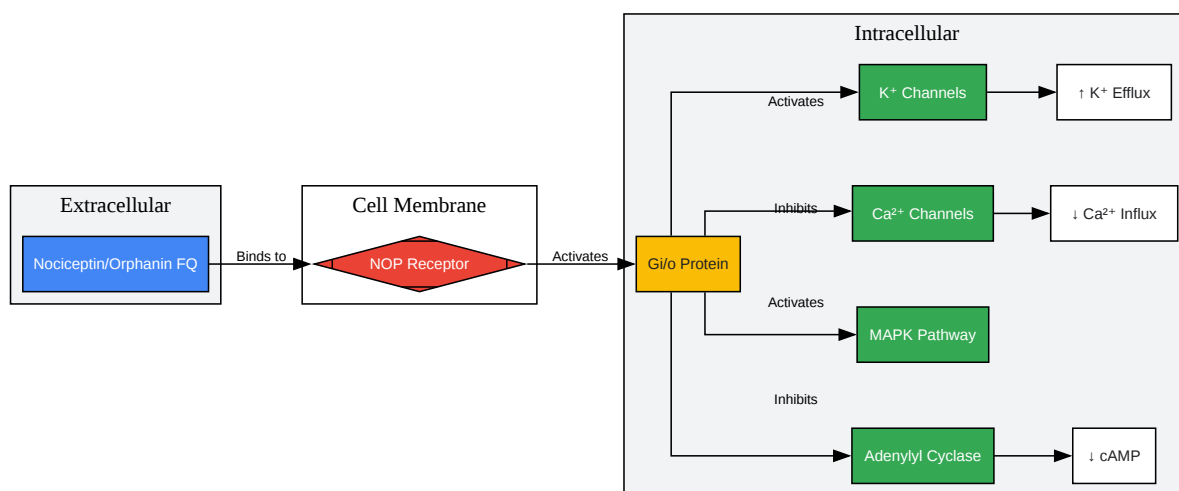 Extracellular
Nociceptin/Orphanin FQ
Binds to
Cell Membrane
NOP Receptor
Activates
Intracellular
Gi/o Protein
Activates
K⁺ Channels
↑ K⁺ Efflux
Inhibits
Ca²⁺ Channels
↓ Ca²⁺ Influx
Activates
MAPK Pathway
Inhibits
Adenylyl Cyclase
↓ cAMP